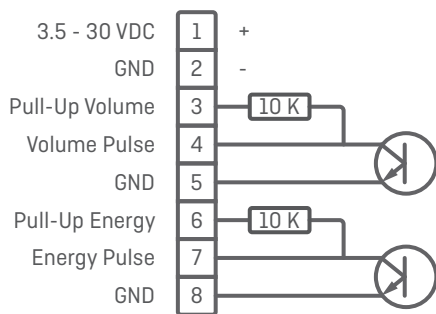 3.5 - 30 VDC 1 +
GND 2 -
Pull-Up Volume 3 10 K
Volume Pulse 4
GND 5
Pull-Up Energy 6 10 K
Energy Pulse 7
GND 8